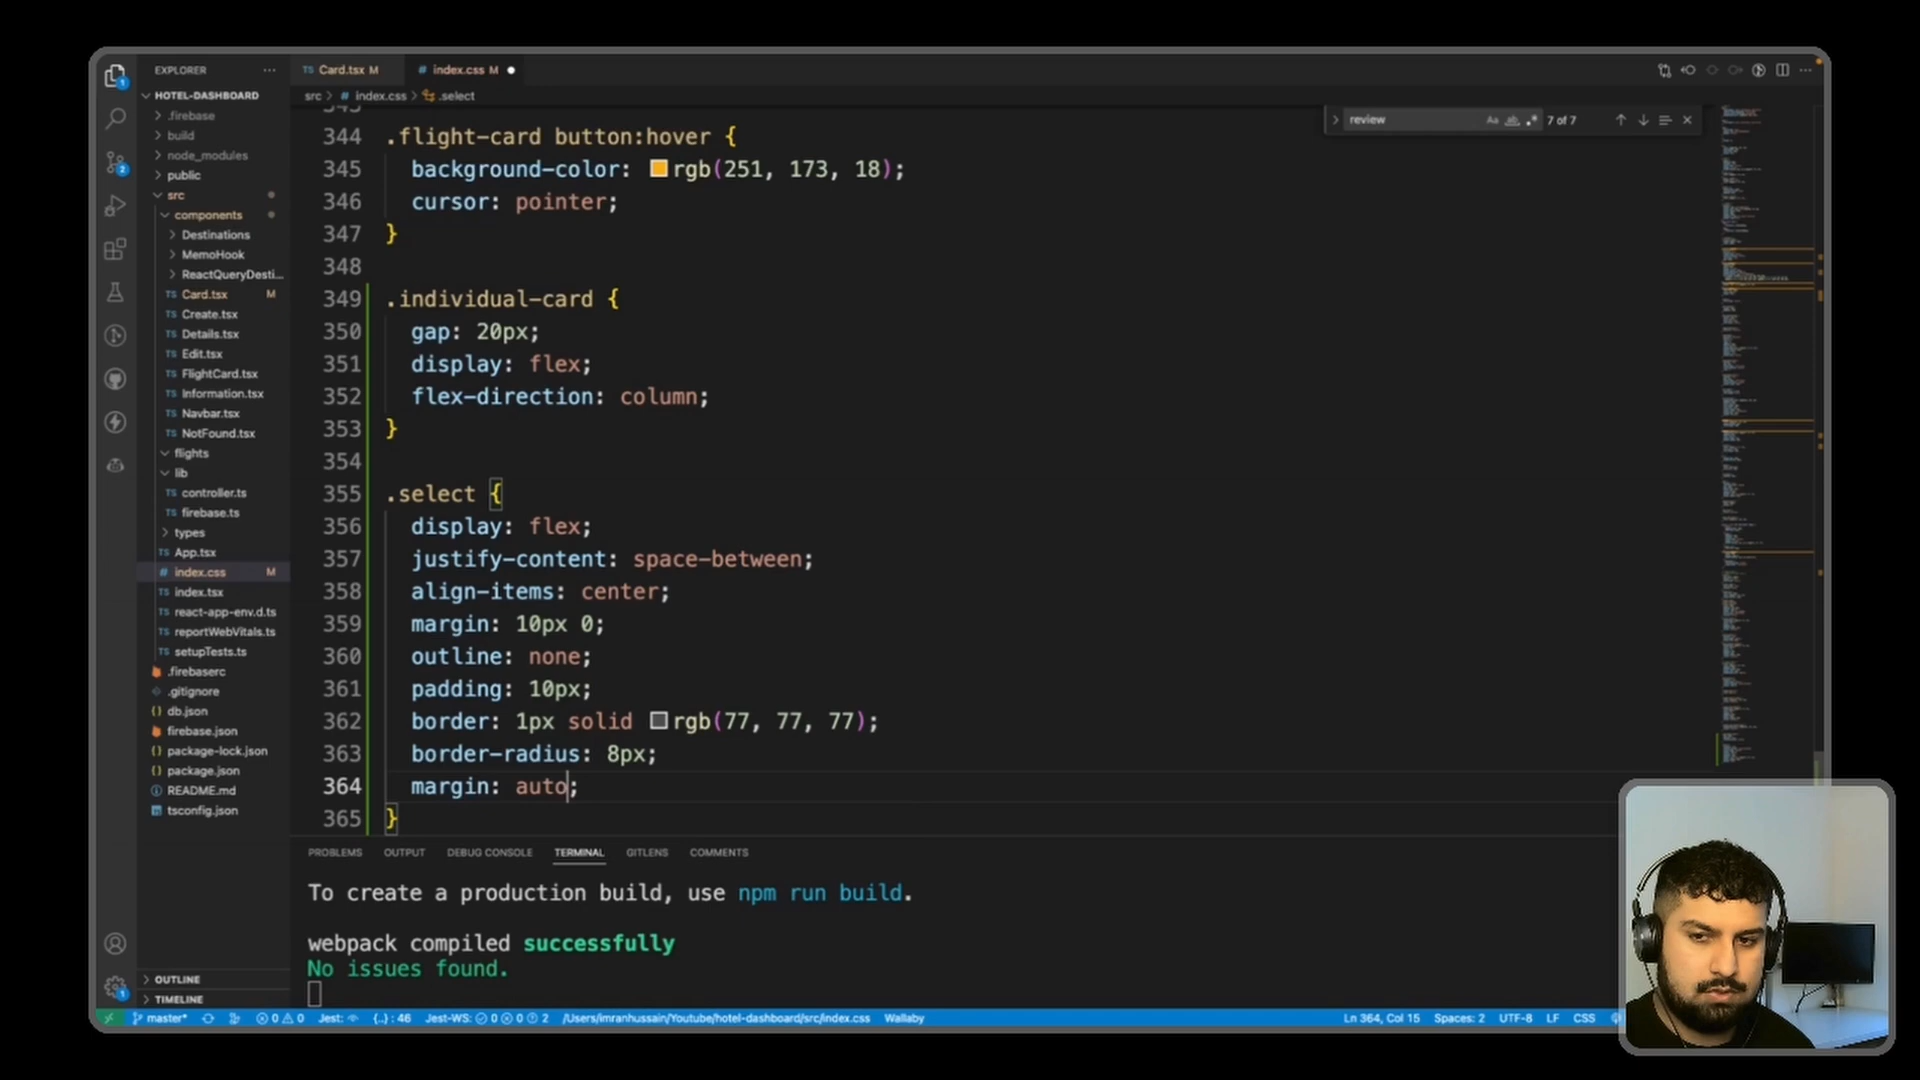 EXPLORER
HOTEL-DASHBOARD
.firebase
build
node_modules
public
src
components
Destinations
MemoHook
ReactQueryDesti...
Card.tsx M
Create.tsx
Details.tsx
Edit.tsx
FlightCard.tsx
Information.tsx
Navbar.tsx
NotFound.tsx
flights
lib
controller.ts
firebase.ts
types
App.tsx
index.css M
index.tsx
react-app-env.d.ts
reportWebVitals.ts
setupTests.ts
.firebaserc
.gitignore
db.json
firebase.json
package-lock.json
package.json
README.md
tsconfig.json
OUTLINE
TIMELINE
Card.tsx M
index.css M
src > # index.css > .select
review
7 of 7
344 .flight-card button:hover {
345 background-color: rgb(251, 173, 18);
346 cursor: pointer;
347 }
348
349 .individual-card {
350 gap: 20px;
351 display: flex;
352 flex-direction: column;
353 }
354
355 .select {
356 display: flex;
357 justify-content: space-between;
358 align-items: center;
359 margin: 10px 0;
360 outline: none;
361 padding: 10px;
362 border: 1px solid rgb(77, 77, 77);
363 border-radius: 8px;
364 margin: auto;
365 }
PROBLEMS OUTPUT DEBUG CONSOLE TERMINAL GITLENS COMMENTS
To create a production build, use npm run build.
webpack compiled successfully
No issues found.
master* 0 0 Jest: {..} : 46 Jest-WS: 0 0 2 /Users/imranhussain/Youtube/hotel-dashboard/src/index.css Wallaby Ln 364, Col 15 Spaces: 2 UTF-8 LF CSS